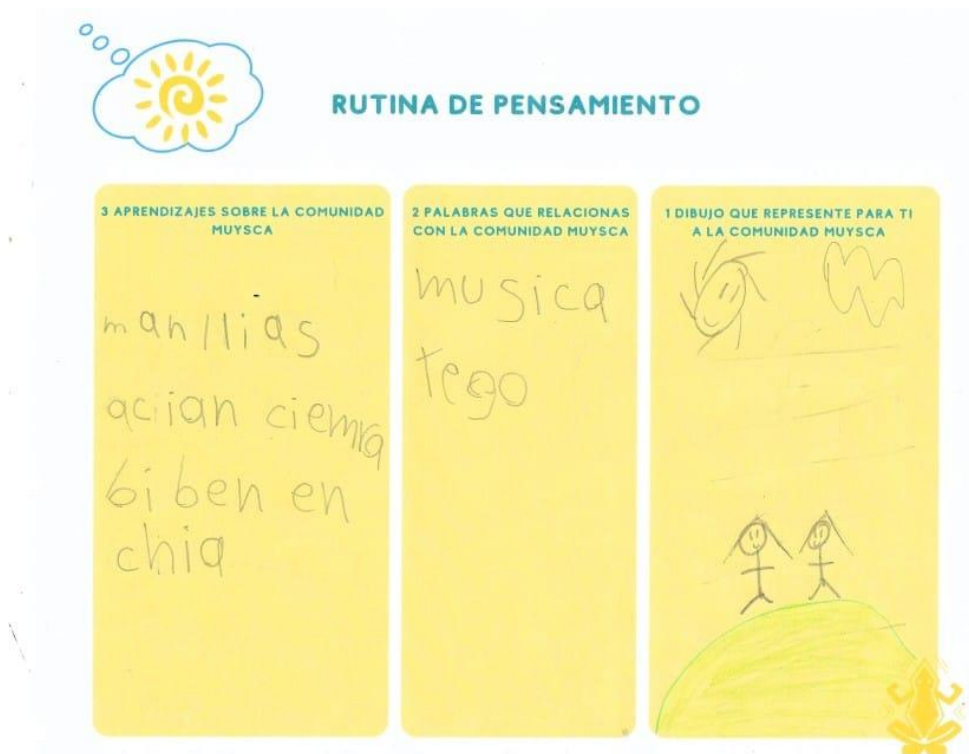 RUTINA DE PENSAMIENTO
3 APRENDIZAJES SOBRE LA COMUNIDAD
MUYSCA
manllias
acian ciemra
biben en
chia
2 PALABRAS QUE RELACIONAS
CON LA COMUNIDAD MUYSCA
musica
tego
1 DIBUJO QUE REPRESENTE PARA TI
A LA COMUNIDAD MUYSCA